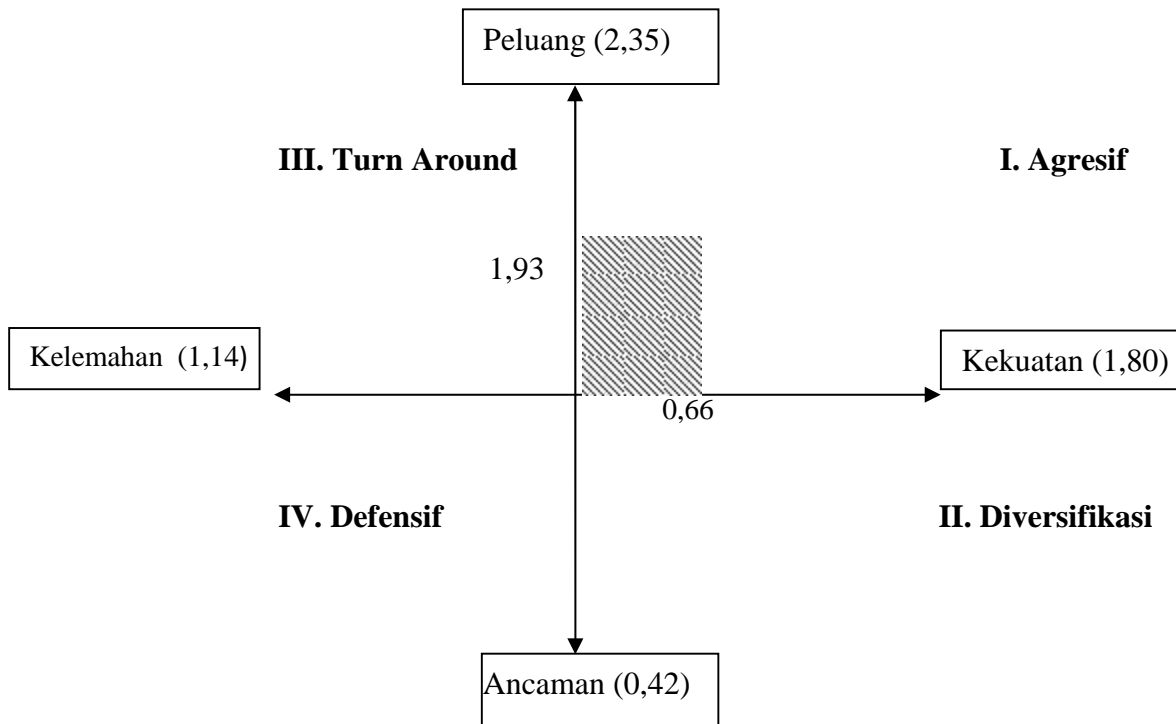 Peluang (2,35)
III. Turn Around
I. Agresif
1,93
Kelemahan (1,14)
Kekuatan (1,80)
0,66
IV. Defensif
II. Diversifikasi
Ancaman (0,42)